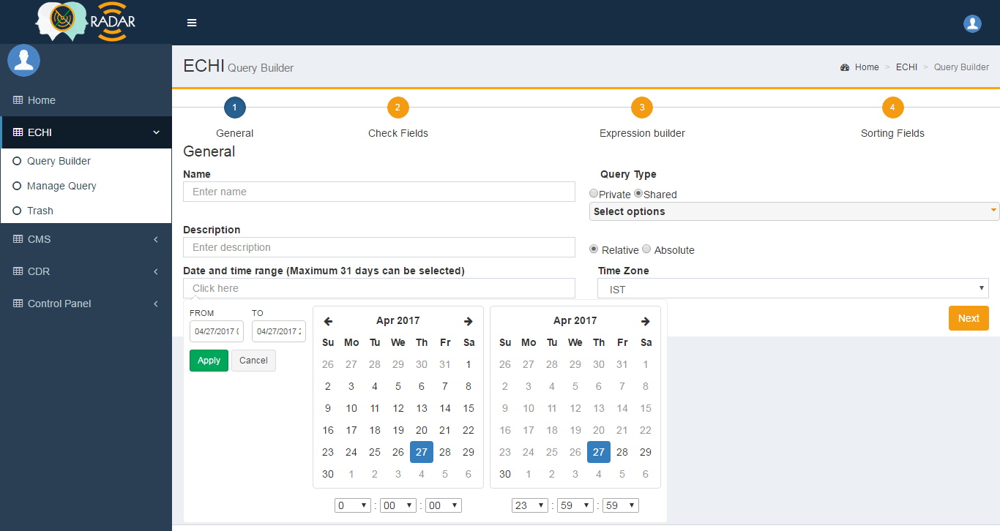 RADAR
ECHI Query Builder
Home > ECHI > Query Builder
Home
ECHI
Query Builder
Manage Query
Trash
CMS
CDR
Control Panel
1 2 3 4
General Check Fields Expression builder Sorting Fields
General
Name Query Type
Enter name
Private Shared
Select options
Description
Enter description
Relative Absolute
Date and time range (Maximum 31 days can be selected) Time Zone
Click here IST
Next
FROM TO
04/27/2017 04/27/2017
Apply Cancel
Apr 2017
Su Mo Tu We Th Fr Sa
26 27 28 29 30 31 1
2 3 4 5 6 7 8
9 10 11 12 13 14 15
16 17 18 19 20 21 22
23 24 25 26 27 28 29
30 1 2 3 4 5 6
0 : 00 : 00
Apr 2017
Su Mo Tu We Th Fr Sa
26 27 28 29 30 31 1
2 3 4 5 6 7 8
9 10 11 12 13 14 15
16 17 18 19 20 21 22
23 24 25 26 27 28 29
30 1 2 3 4 5 6
23 : 59 : 59